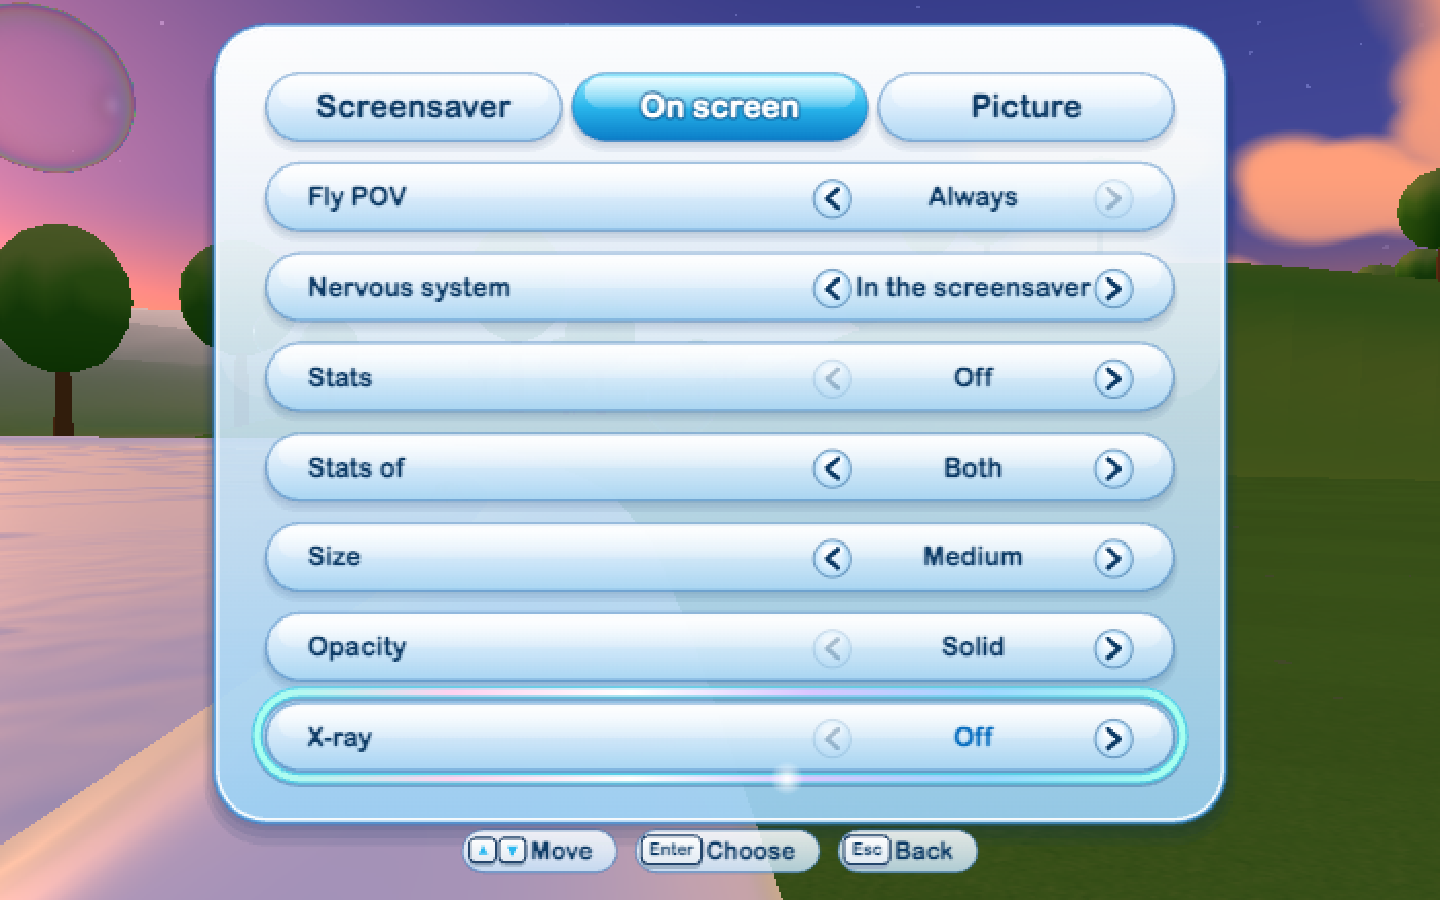 Screensaver On screen Picture
Fly POV Always
Nervous system In the screensaver
Stats Off
Stats of Both
Size Medium
Opacity Solid
X-ray Off
Enter Esc
Move Choose Back